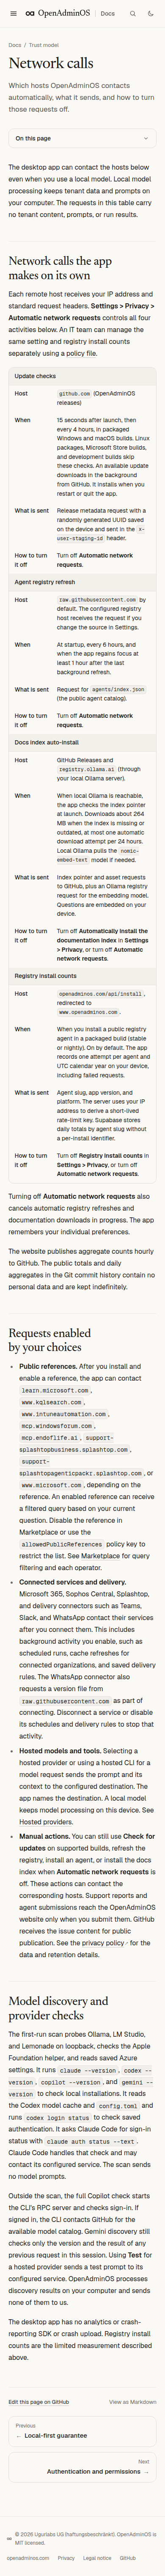 OpenAdminOS Docs
Docs / Trust model
Network calls
Which hosts OpenAdminOS contacts
automatically, what it sends, and how to turn
those requests off.
On this page
The desktop app can contact the hosts below
even when you use a local model. Local model
processing keeps tenant data and prompts on
your computer. The requests in this table carry
no tenant content, prompts, or run results.
Network calls the app
makes on its own
Each remote host receives your IP address and
standard request headers. Settings > Privacy >
Automatic network requests controls all four
activities below. An IT team can manage the
same setting and registry install counts
separately using a policy file.
Update checks
Host
github.com (OpenAdminOS
releases)
When
15 seconds after launch, then
every 4 hours, in packaged
Windows and macOS builds. Linux
packages, Microsoft Store builds,
and development builds skip
these checks. An available update
downloads in the background
from GitHub. It installs when you
restart or quit the app.
What is sent
Release metadata request with a
randomly generated UUID saved
on the device and sent in the x-
user-staging-id header.
How to turn
it off
Turn off Automatic network
requests.
Agent registry refresh
Host
raw.githubusercontent.com by
default. The configured registry
host receives the request if you
change the source in Settings.
When
At startup, every 6 hours, and
when the app regains focus at
least 1 hour after the last
background refresh.
What is sent
Request for agents/index.json
(the public agent catalog).
How to turn
it off
Turn off Automatic network
requests.
Docs index auto-install
Host
GitHub Releases and
registry.ollama.ai (through
your local Ollama server).
When
When local Ollama is reachable,
the app checks the index pointer
at launch. Downloads about 260
MB when the index is missing or
outdated, at most one automatic
download attempt per 24 hours.
Local Ollama pulls the nomic-
embed-text model if needed.
What is sent
Index pointer and asset requests
to GitHub, plus an Ollama registry
request for the embedding model.
Questions are embedded on your
device.
How to turn
it off
Turn off Automatically install the
documentation index in Settings
> Privacy, or turn off Automatic
network requests.
Registry install counts
Host
openadminos.com/api/install,
redirected to
www.openadminos.com.
When
When you install a public registry
agent in a packaged build (stable
or nightly). On by default. The app
records one attempt per agent and
UTC calendar year on your device,
including failed requests.
What is sent
Agent slug, app version, and
platform. The server uses your IP
address to derive a short-lived
rate-limit key. Supabase stores
daily totals by agent slug without
a per-install identifier.
How to turn
it off
Turn off Registry install counts in
Settings > Privacy, or turn off
Automatic network requests.
Turning off Automatic network requests also
cancels automatic registry refreshes and
documentation downloads in progress. The app
remembers your individual preferences.
The website publishes aggregate counts hourly
to GitHub. The public totals and daily
aggregates in the Git commit history contain no
personal data and are kept indefinitely.
Requests enabled
by your choices
• Public references. After you install and
enable a reference, the app can contact
learn.microsoft.com,
www.kqlsearch.com,
www.intuneautomation.com,
www.windowsforum.com,
mcp.endoflife.ai, support-
splashtopbusiness.splashtop.com,
support-
splashtopagenticpackr.splashtop.com, or
www.microsoft.com, depending on the
reference. An enabled reference can receive
a filtered query based on your current
question. Disable the reference in
Marketplace or use the
allowedPublicReferences policy key to
restrict the list. See Marketplace for query
filtering and each operator.
• Connected services and delivery.
Microsoft 365, Sophos Central, Splashtop,
and delivery connectors such as Teams,
Slack, and WhatsApp contact their services
after you connect them. This includes
background activity you enable, such as
scheduled runs, cache refreshes for
connected organizations, and delivery rules.
The WhatsApp connector also
requests a version file from
raw.githubusercontent.com as part of
connecting. Disconnect a service or disable
its schedules and delivery rules to stop that
activity.
• Hosted models and tools. Selecting a
hosted provider or using a hosted CLI for a
model request sends the prompt and its
context to the configured destination. The
app names the destination. A local model
keeps model processing on this device. See
Hosted providers.
• Manual actions. You can still use Check for
updates on supported builds, refresh the
registry, install an agent, or install the docs
index when Automatic network requests is
off. These actions can contact the
corresponding hosts. Support reports and
agent submissions reach the OpenAdminOS
website only when you submit them. GitHub
receives the issue content for public
publication. See the privacy policy for the
data and retention details.
Model discovery and
provider checks
The first-run scan probes Ollama, LM Studio,
and Lemonade on loopback, checks the Apple
Foundation helper, and reads saved Azure
settings. It runs claude --version, codex --
version, copilot --version, and gemini --
version to check local installations. It reads
the Codex model cache and config.toml and
runs codex login status to check saved
authentication. It asks Claude Code for sign-in
status with claude auth status --text.
Claude Code handles that check and may
contact its configured service. The scan sends
no model prompts.
Outside the scan, the full Copilot check starts
the CLI's RPC server and checks sign-in. If
signed in, the CLI contacts GitHub for the
available model catalog. Gemini discovery still
checks only the version and the result of any
previous request in this session. Using Test for
a hosted provider sends a test prompt to its
configured service. OpenAdminOS processes
discovery results on your computer and sends
none of them to us.
The desktop app has no analytics or crash-
reporting SDK or crash upload. Registry install
counts are the limited measurement described
above.
Edit this page on GitHub View as Markdown
Previous
← Local-first guarantee
Next
Authentication and permissions →
© 2026 Ugurlabs UG (haftungsbeschränkt). OpenAdminOS is
MIT licensed.
openadminos.com Privacy Legal notice GitHub